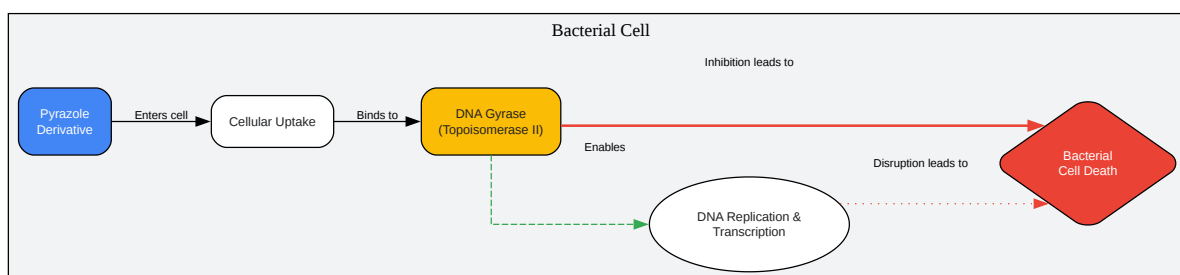 Bacterial Cell
Inhibition leads to
Pyrazole
Derivative
Enters cell
Cellular Uptake
Binds to
DNA Gyrase
(Topoisomerase II)
Enables
Disruption leads to
Bacterial
Cell Death
DNA Replication &
Transcription